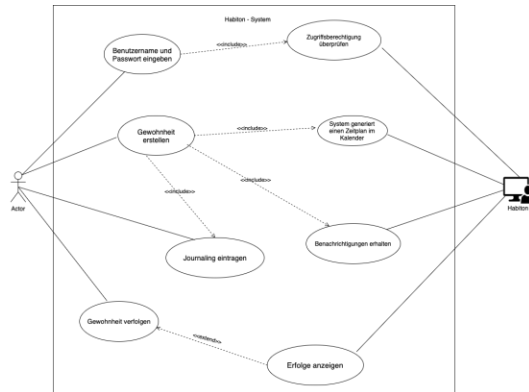 Habiton - System
Benutzername und
Passwort eingeben
<<include>>
Zugriffsberechtigung
überprüfen
Gewohnheit
erstellen
<<include>>
System generiert
einen Zeitplan im
Kalender
<<include>>
<<include>>
Actor
Habiton
Journaling eintragen
Benachrichtigungen erhalten
Gewohnheit verfolgen
<<extend>>
Erfolge anzeigen